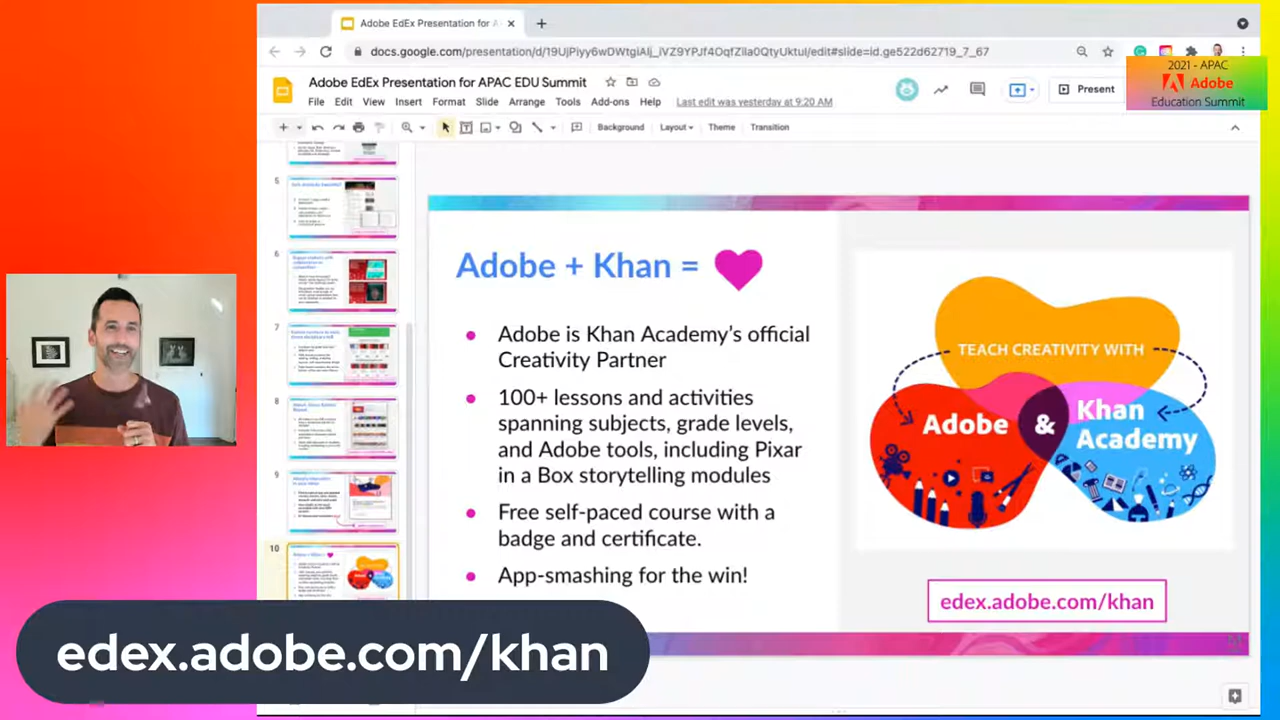 Adobe EdEx Presentation for A
docs.google.com/presentation/d/19UjPiyy6wDWtgiAlj_iVZ9YPJf4OqfZila0QtyUktuI/edit#slide=id.ge522d62719_7_67
2021 - APAC
Adobe
Education Summit
Adobe EdEx Presentation for APAC EDU Summit
File Edit View Insert Format Slide Arrange Tools Add-ons Help Last edit was yesterday at 9:20 AM
Present
Background Layout Theme Transition
5
6
7
8
9
10
Adobe + Khan =
Adobe is Khan Academy's official
Creativity Partner
100+ lessons and activities
spanning subjects, grade levels,
and Adobe tools, including Pixar
in a Box storytelling modules
Free self-paced course with a
badge and certificate.
App-smashing for the win!
TEACH CREATIVITY WITH
Adobe & Khan
Academy
edex.adobe.com/khan
edex.adobe.com/khan